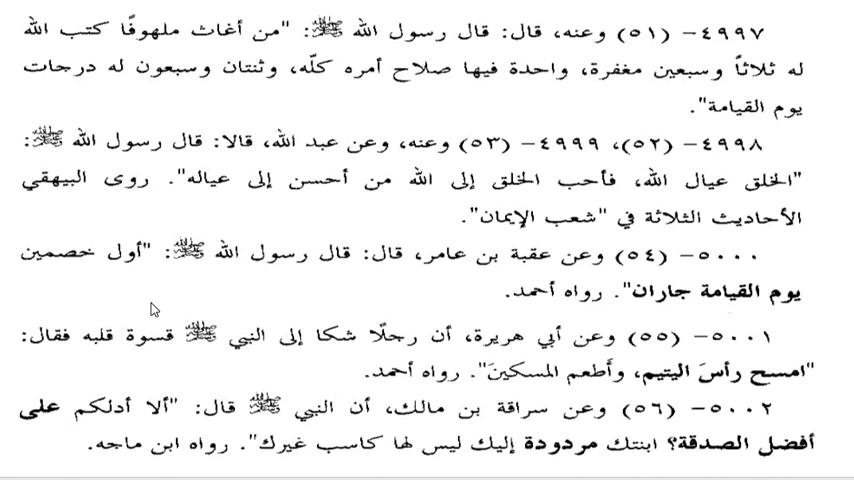 ٤٩٩٧- (٥١) وعنه، قال: قال رسول الله ﷺ: "من أغاث ملهوفًا كتب الله
له ثلاثاً وسبعين مغفرة، واحدة فيها صلاح أمره كلّه، وثنتان وسبعون له درجات
يوم القيامة".
٤٩٩٨- (٥٢)، ٤٩٩٩- (٥٣) وعنه، وعن عبد الله، قالا: قال رسول الله ﷺ:
"الخلق عيال الله، فأحب الخلق إلى الله من أحسن إلى عياله". روى البيهقي
الأحاديث الثلاثة في "شعب الإيمان".
٥٠٠٠- (٥٤) وعن عقبة بن عامر، قال: قال رسول الله ﷺ: "أول خصمين
يوم القيامة جاران". رواه أحمد.
٥٠٠١- (٥٥) وعن أبي هريرة، أن رجلًا شكا إلى النبي ﷺ قسوة قلبه فقال:
"امسح رأسَ اليتيم، وأَطعم المسكينَ". رواه أحمد.
٥٠٠٢- (٥٦) وعن سراقة بن مالك، أن النبي ﷺ قال: "ألا أدلكم على
أفضل الصدقة؟ ابنتك مردودة إليك ليس لها كاسب غيرك". رواه ابن ماجه.